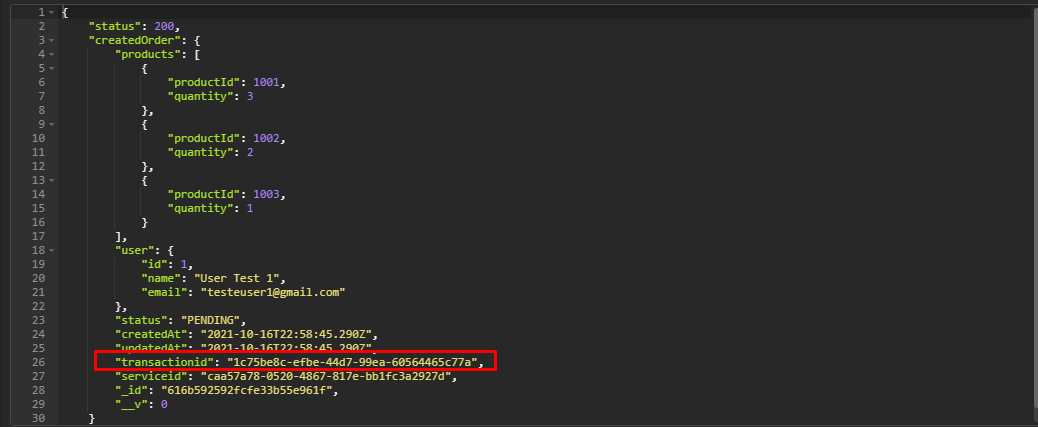 1 {
2 "status": 200,
3 "createdOrder": {
4 "products": [
5 {
6 "productId": 1001,
7 "quantity": 3
8 },
9 {
10 "productId": 1002,
11 "quantity": 2
12 },
13 {
14 "productId": 1003,
15 "quantity": 1
16 }
17 ],
18 "user": {
19 "id": 1,
20 "name": "User Test 1",
21 "email": "testeuser1@gmail.com"
22 },
23 "status": "PENDING",
24 "createdAt": "2021-10-16T22:58:45.290Z",
25 "updatedAt": "2021-10-16T22:58:45.290Z",
26 "transactionid": "1c75be8c-efbe-44d7-99ea-60564465c77a",
27 "serviceid": "caa57a78-0520-4867-817e-bb1fc3a2927d",
28 "_id": "616b592592fcfe33b55e961f",
29 "__v": 0
30 }